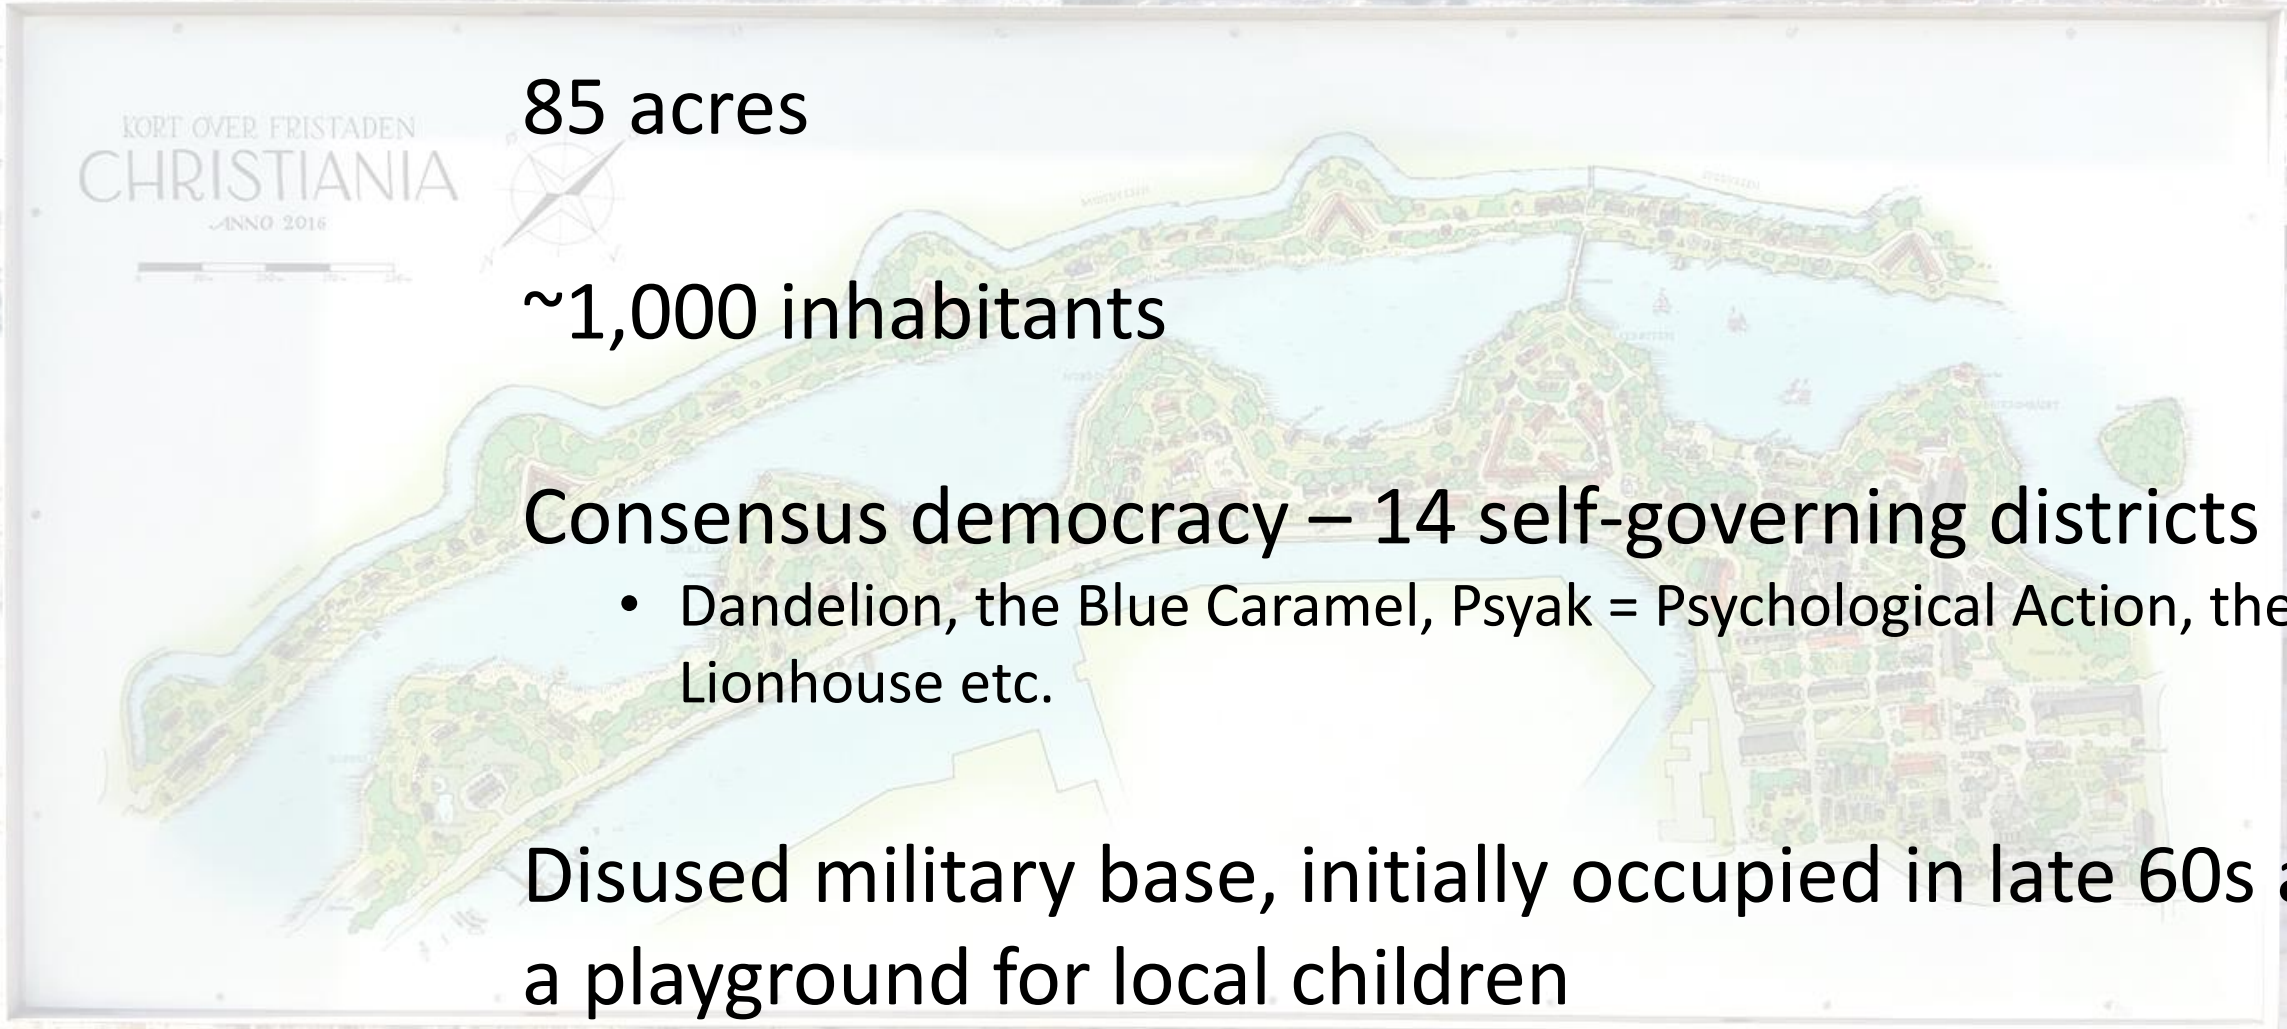 KORT OVER FRISTADEN
CHRISTIANIA
ANNO 2016
85 acres
~1,000 inhabitants
Consensus democracy – 14 self-governing districts
• Dandelion, the Blue Caramel, Psyak = Psychological Action, the
Lionhouse etc.
Disused military base, initially occupied in late 60s a
a playground for local children